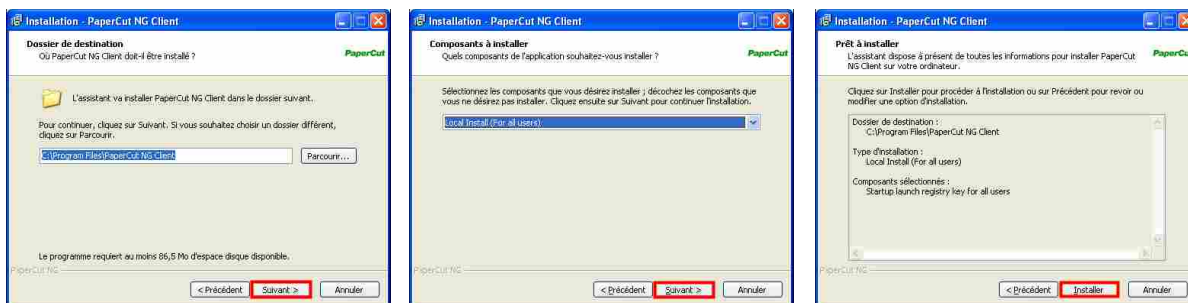 Installation - PaperCut NG Client
Dossier de destination
Où PaperCut NG Client doit-il être installé ?
PaperCut
L'assistant va installer PaperCut NG Client dans le dossier suivant.
Pour continuer, cliquez sur Suivant. Si vous souhaitez choisir un dossier différent,
cliquez sur Parcourir.
C:\Program Files\PaperCut NG Client
Parcourir...
Le programme requiert au moins 86,5 Mo d'espace disque disponible.
PaperCut NG
< Précédent
Suivant >
Annuler
Installation - PaperCut NG Client
Composants à installer
Quels composants de l'application souhaitez-vous installer ?
PaperCut
Sélectionnez les composants que vous désirez installer ; décochez les composants que
vous ne désirez pas installer. Cliquez ensuite sur Suivant pour continuer l'installation.
Local Install (For all users)
PaperCut NG
< Précédent
Suivant >
Annuler
Installation - PaperCut NG Client
Prêt à installer
L'assistant dispose à présent de toutes les informations pour installer PaperCut
NG Client sur votre ordinateur.
PaperCu
Cliquez sur Installer pour procéder à l'installation ou sur Précédent pour revoir ou
modifier une option d'installation.
Dossier de destination :
C:\Program Files\PaperCut NG Client
Type d'installation :
Local Install (For all users)
Composants sélectionnés :
Startup launch registry key for all users
PaperCut NG
< Précédent
Installer
Annuler